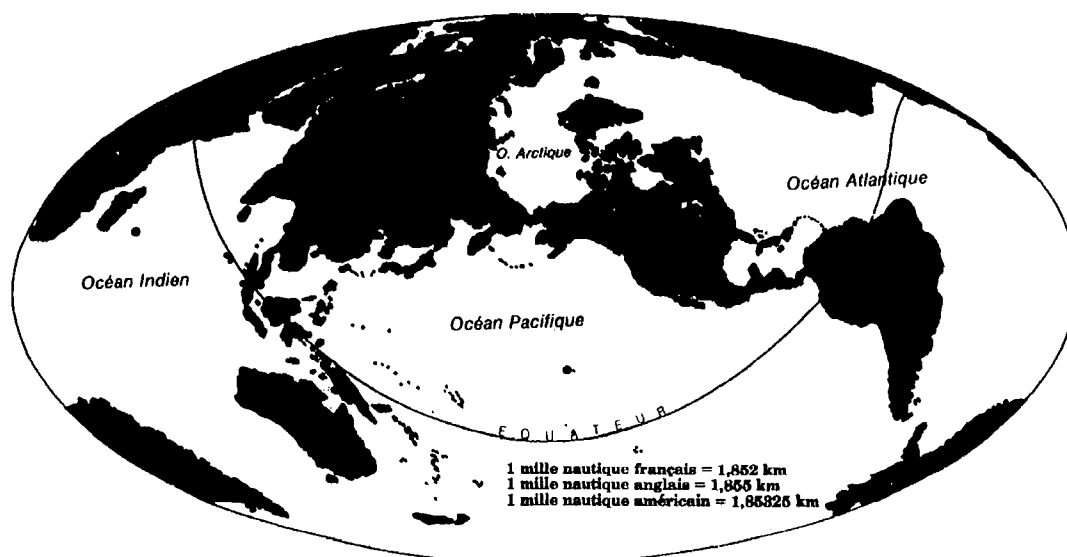 O. Arctique
Océan Atlantique
Océan Indien
Océan Pacifique
EQUATEUR
1 mille nautique français = 1,852 km
1 mille nautique anglais = 1,855 km
1 mille nautique américain = 1,85325 km